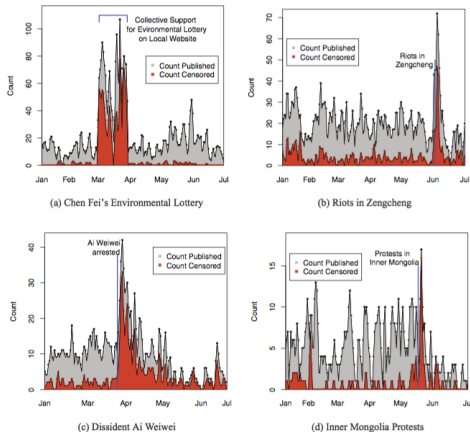 Collective Support
for Evironmental Lottery
on Local Website
Count Published
Count Censored
Count
0 20 40 60 80 100
Jan Feb Mar Apr May Jun Jul
(a) Chen Fei's Environmental Lottery
Riots in
Zengcheng
Count Published
Count Censored
Count
0 10 20 30 40 50 60 70
Jan Feb Mar Apr May Jun Jul
(b) Riots in Zengcheng
Ai Weiwei
arrested
Count Published
Count Censored
Count
0 10 20 30 40
Jan Feb Mar Apr May Jun Jul
(c) Dissident Ai Weiwei
Protests in
Inner Mongolia
Count Published
Count Censored
Count
0 5 10 15
Jan Feb Mar Apr May Jun Jul
(d) Inner Mongolia Protests